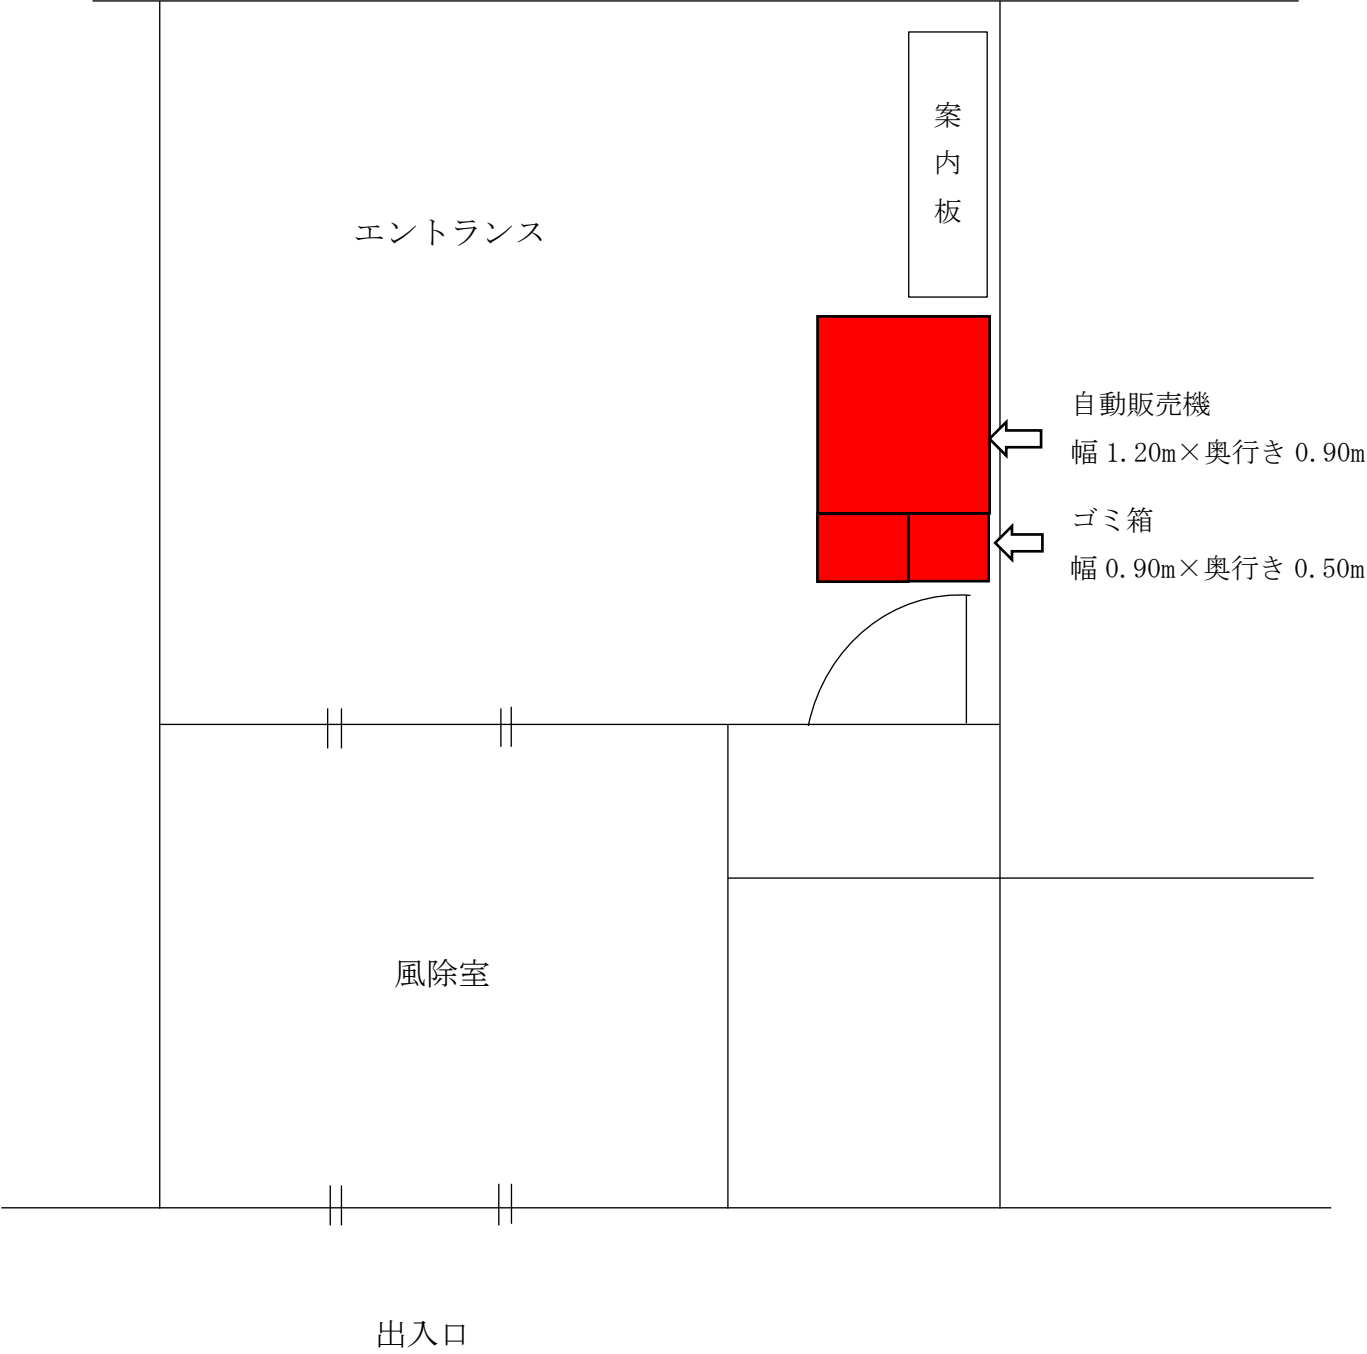 案内板
エントランス
自動販売機
幅 1.20m×奥行き 0.90m
ゴミ箱
幅 0.90m×奥行き 0.50m
風除室
出入口